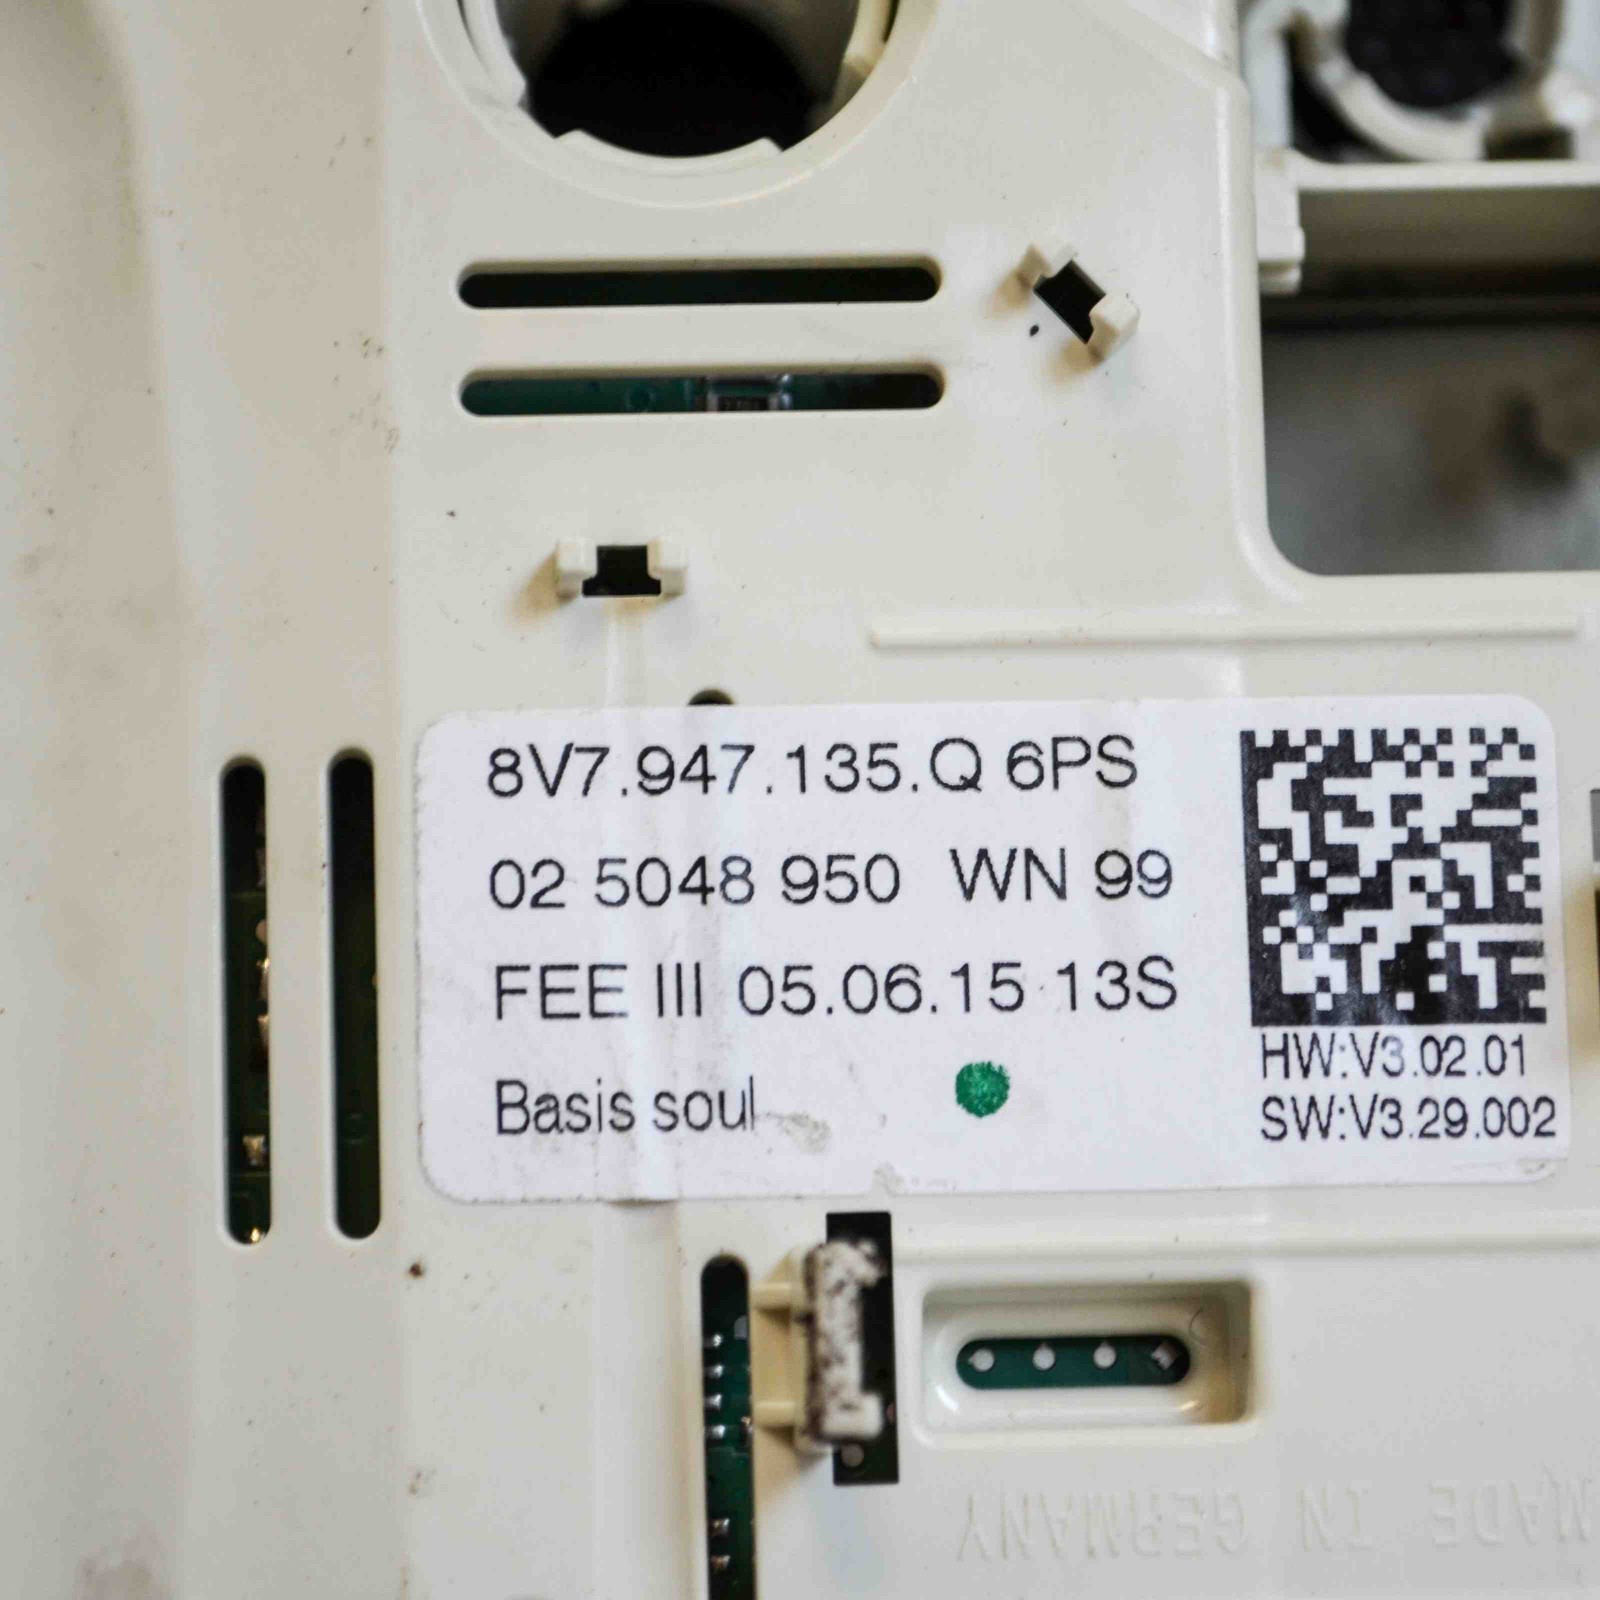 8V7.947.135.Q 6PS
02 5048 950 WN 99
FEE III 05.06.15 13S
Basis soul
HW:V3.02.01
SW:V3.29.002
MADE IN GERMANY